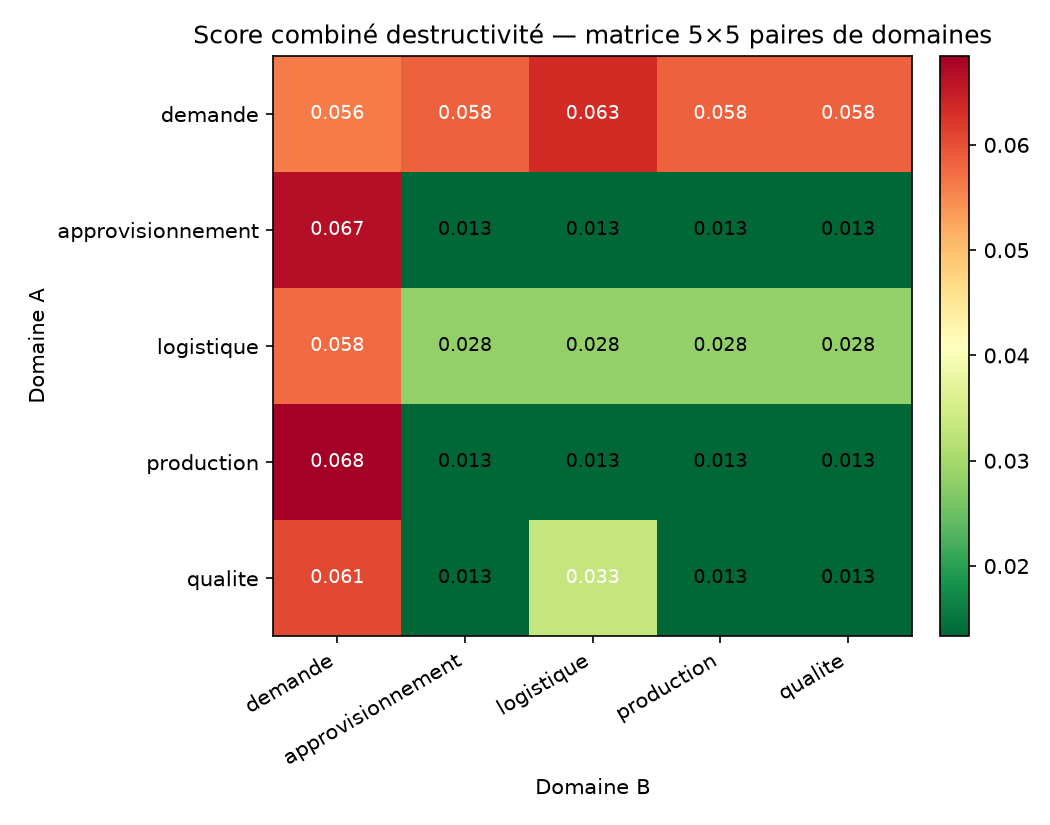 Score combiné destructivité — matrice 5×5 paires de domaines
demande 0.056 0.058 0.063 0.058 0.058
approvisionnement 0.067 0.013 0.013 0.013 0.013
logistique 0.058 0.028 0.028 0.028 0.028
production 0.068 0.013 0.013 0.013 0.013
qualite 0.061 0.013 0.033 0.013 0.013
Domaine A
demande approvisionnement logistique production qualite
Domaine B
0.06
0.05
0.04
0.03
0.02